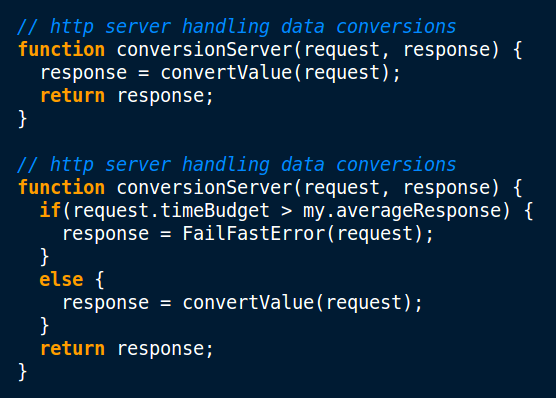 // http server handling data conversions
function conversionServer(request, response) {
  response = convertValue(request);
  return response;
}

// http server handling data conversions
function conversionServer(request, response) {
  if(request.timeBudget > my.averageResponse) {
    response = FailFastError(request);
  }
  else {
    response = convertValue(request);
  }
  return response;
}